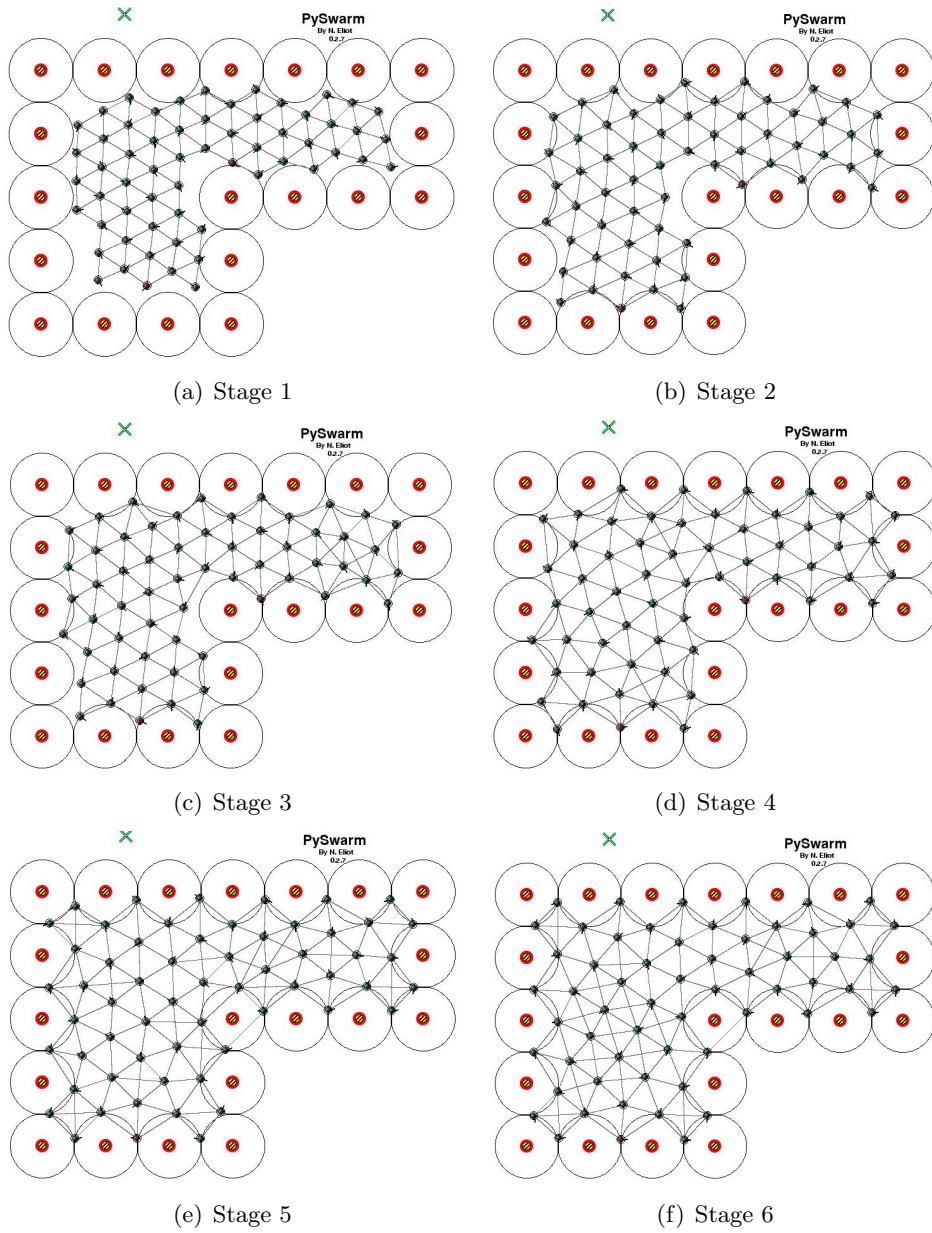 PySwarm
By N. Eliot
0.2.7
PySwarm
By N. Eliot
0.2.7
(a) Stage 1
(b) Stage 2
PySwarm
By N. Eliot
0.2.7
PySwarm
By N. Eliot
0.2.7
(c) Stage 3
(d) Stage 4
PySwarm
By N. Eliot
0.2.7
PySwarm
By N. Eliot
0.2.7
(e) Stage 5
(f) Stage 6